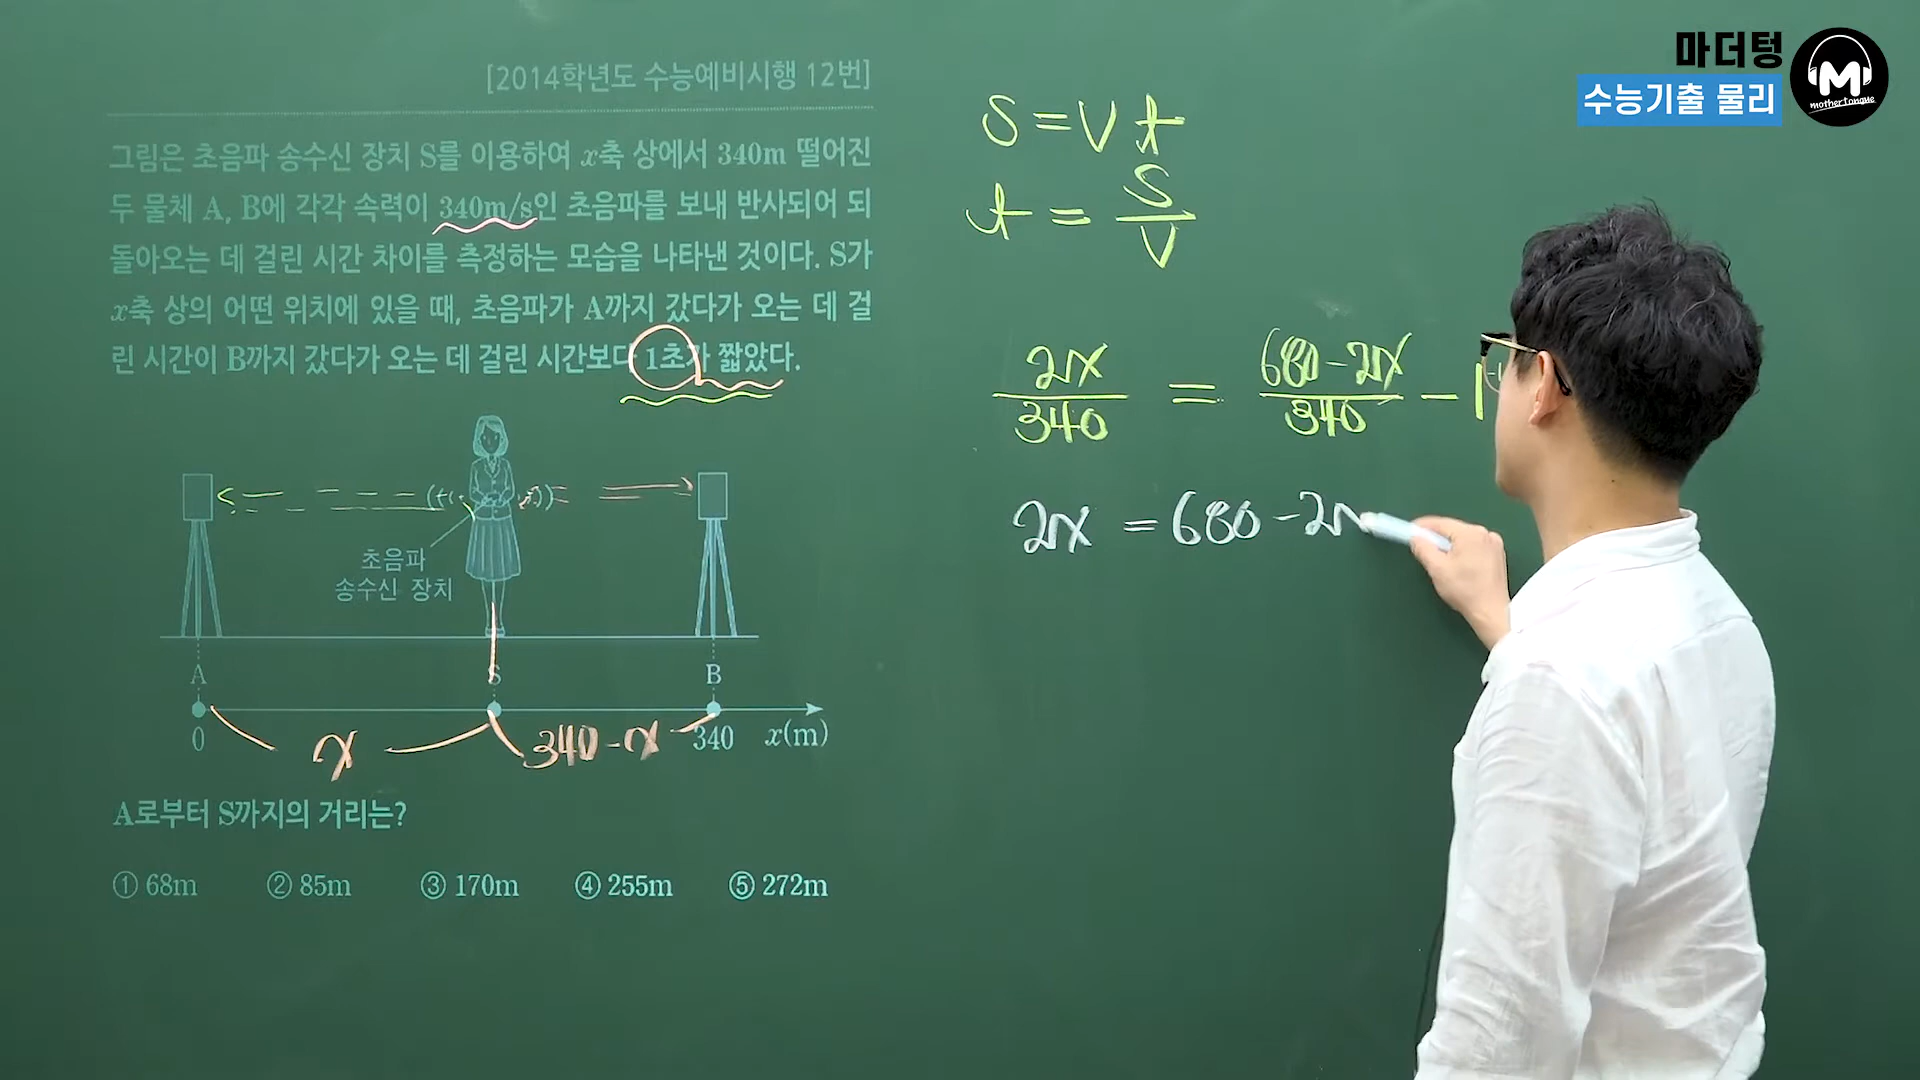 마더텅
수능기출 물리
M
mothertongue
[2014학년도 수능예비시행 12번]
그림은 초음파 송수신 장치 S를 이용하여 x축 상에서 340m 떨어진
두 물체 A, B에 각각 속력이 340m/s인 초음파를 보내 반사되어 되
돌아오는 데 걸린 시간 차이를 측정하는 모습을 나타낸 것이다. S가
x축 상의 어떤 위치에 있을 때, 초음파가 A까지 갔다가 오는 데 걸
린 시간이 B까지 갔다가 오는 데 걸린 시간보다 1초가 짧았다.
초음파
송수신 장치
A S B
0 340 x(m)
x 340-x
A로부터 S까지의 거리는?
① 68m ② 85m ③ 170m ④ 255m ⑤ 272m
S=Vt
t=S/V
2x/340 = 680-2x/340 -1
2x = 680-2x